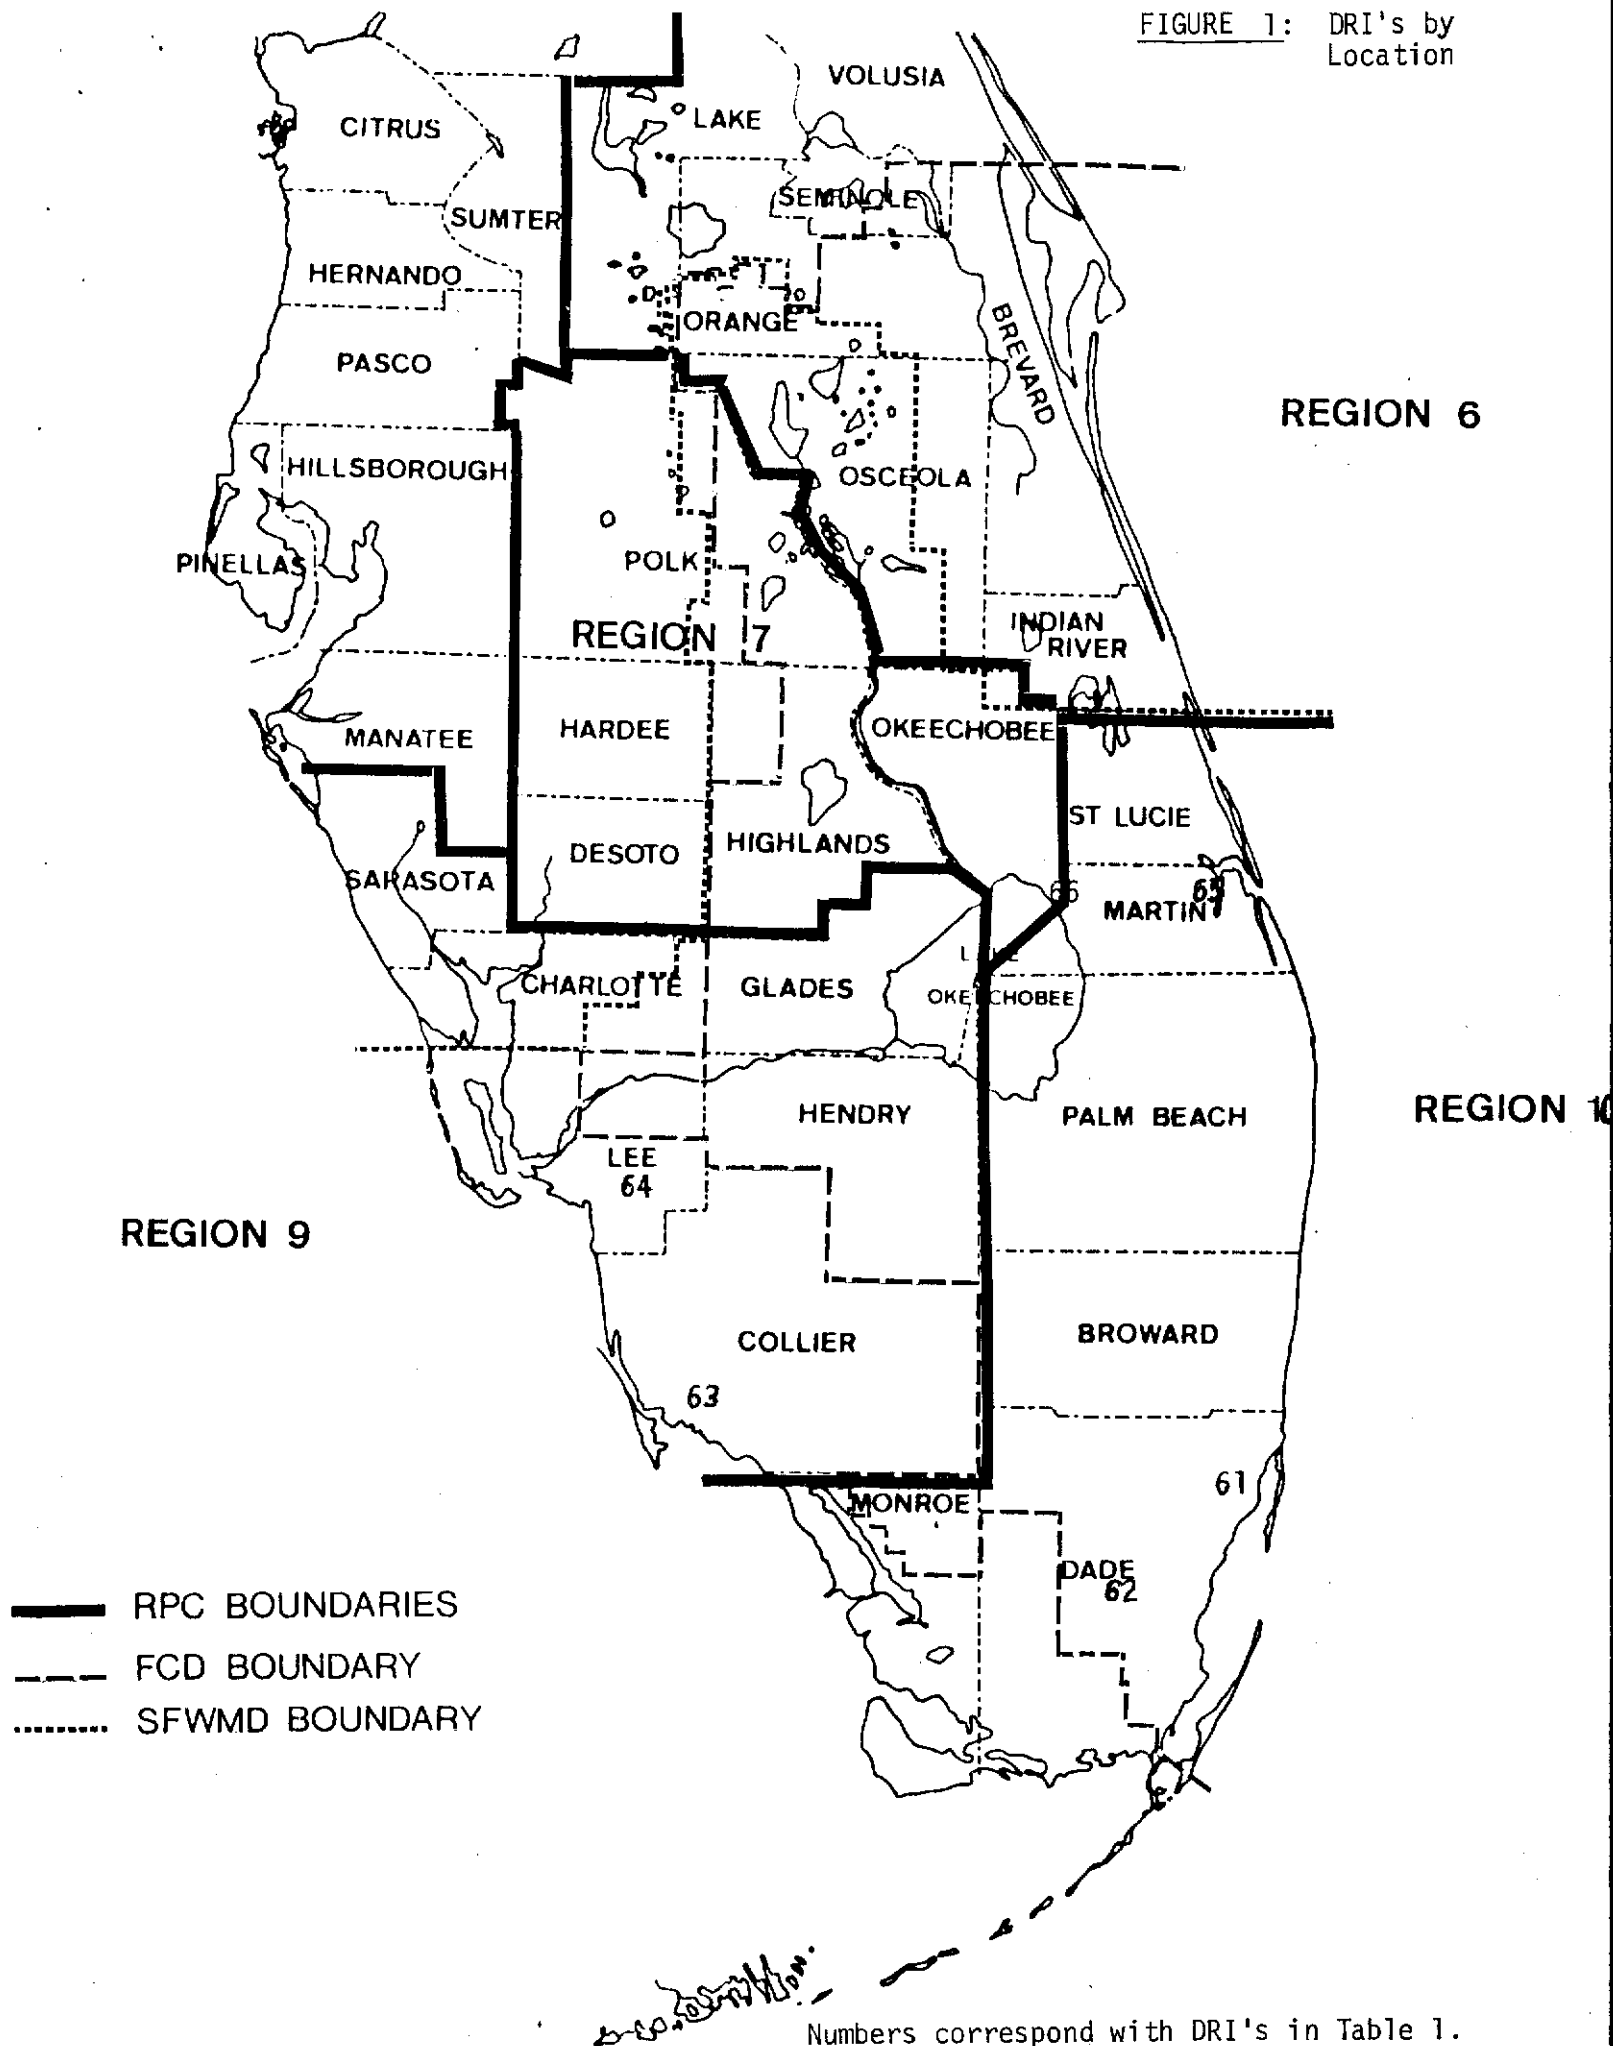 FIGURE 1: DRI's by
Location
VOLUSIA
LAKE
CITRUS
SEMINOLE
SUMTER
HERNANDO
ORANGE
BREVARD
PASCO
REGION 6
HILLSBOROUGH
OSCEOLA
PINELLAS
POLK
INDIAN
RIVER
REGION 7
HARDEE
OKEECHOBEE
MANATEE
ST LUCIE
HIGHLANDS
DESOTO
SARASOTA
66
65
MARTIN
LAKE
OKEECHOBEE
CHARLOTTE
GLADES
HENDRY
PALM BEACH
REGION 10
LEE
64
REGION 9
COLLIER
BROWARD
63
61
MONROE
DADE
62
RPC BOUNDARIES
FCD BOUNDARY
SFWMD BOUNDARY
Numbers correspond with DRI's in Table 1.